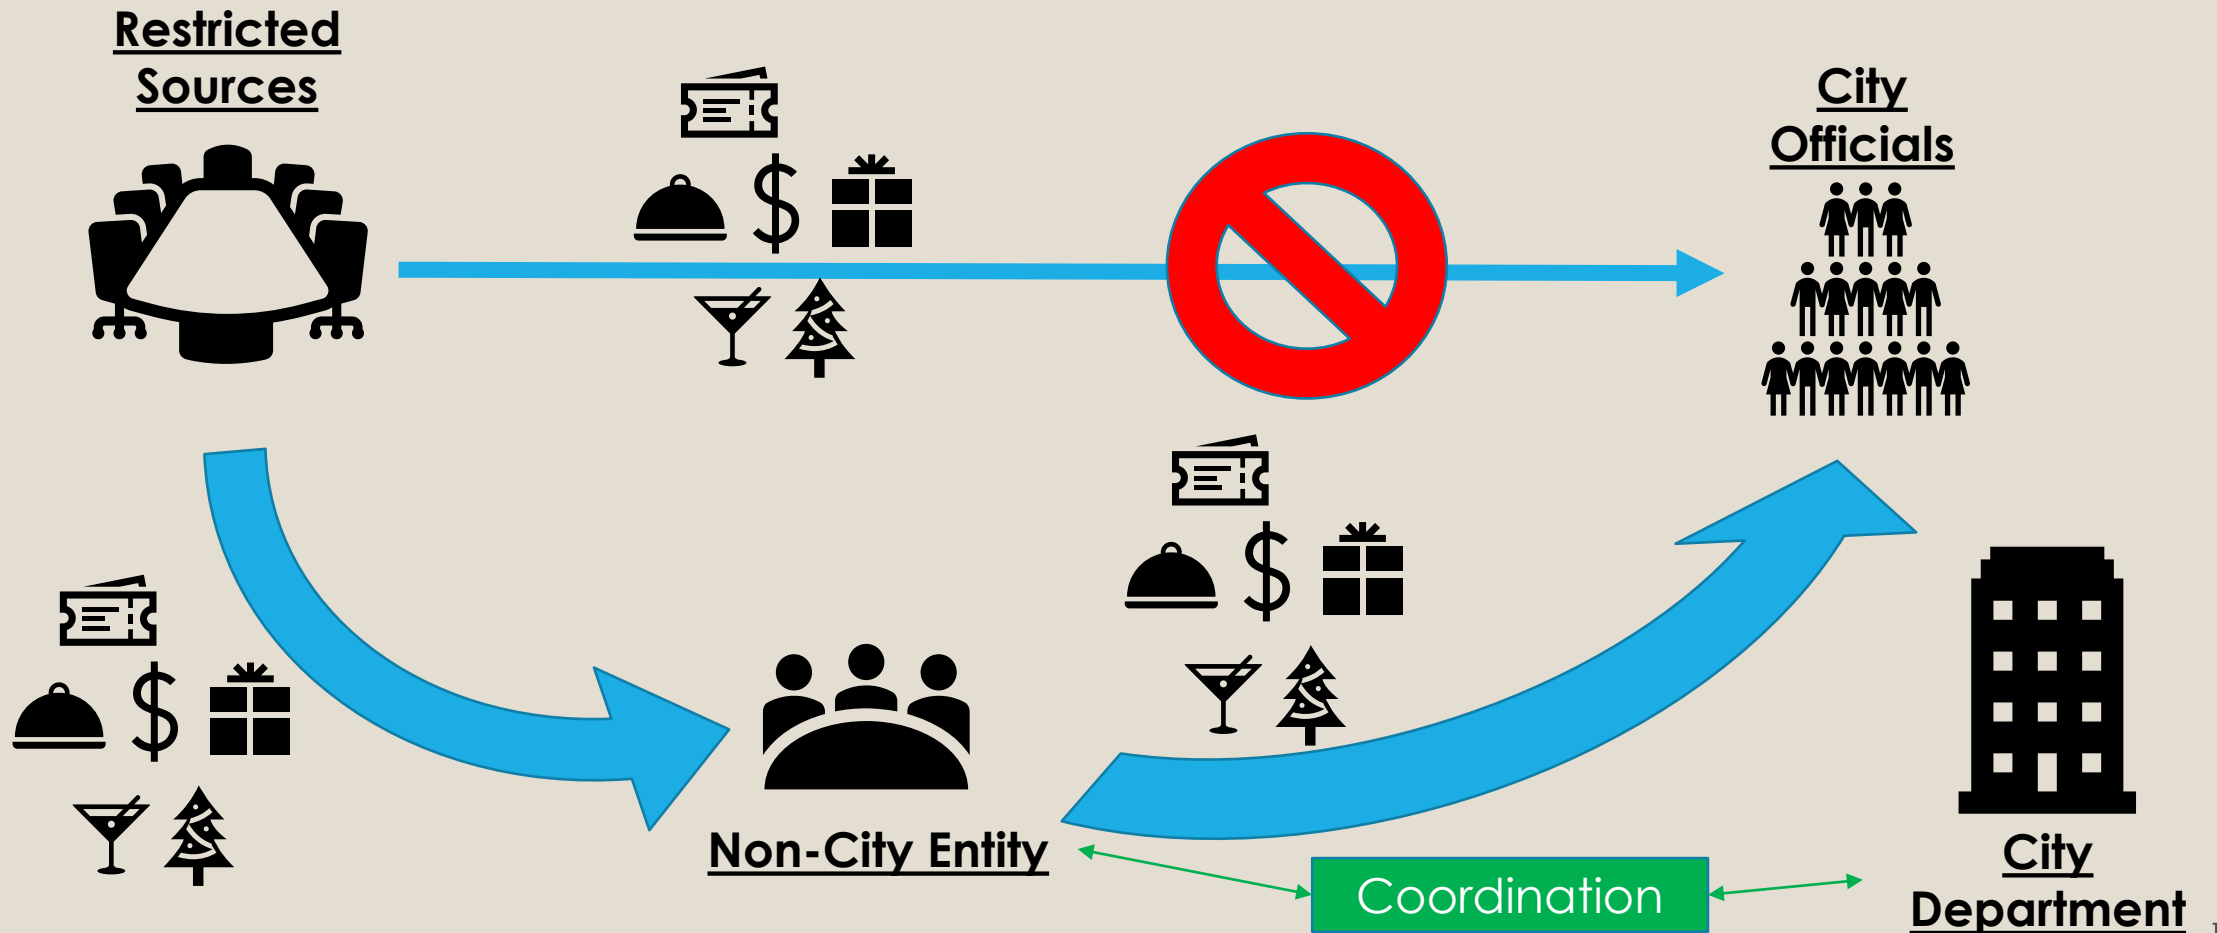 Restricted
Sources
City
Officials
Non-City Entity
Coordination
City
Department